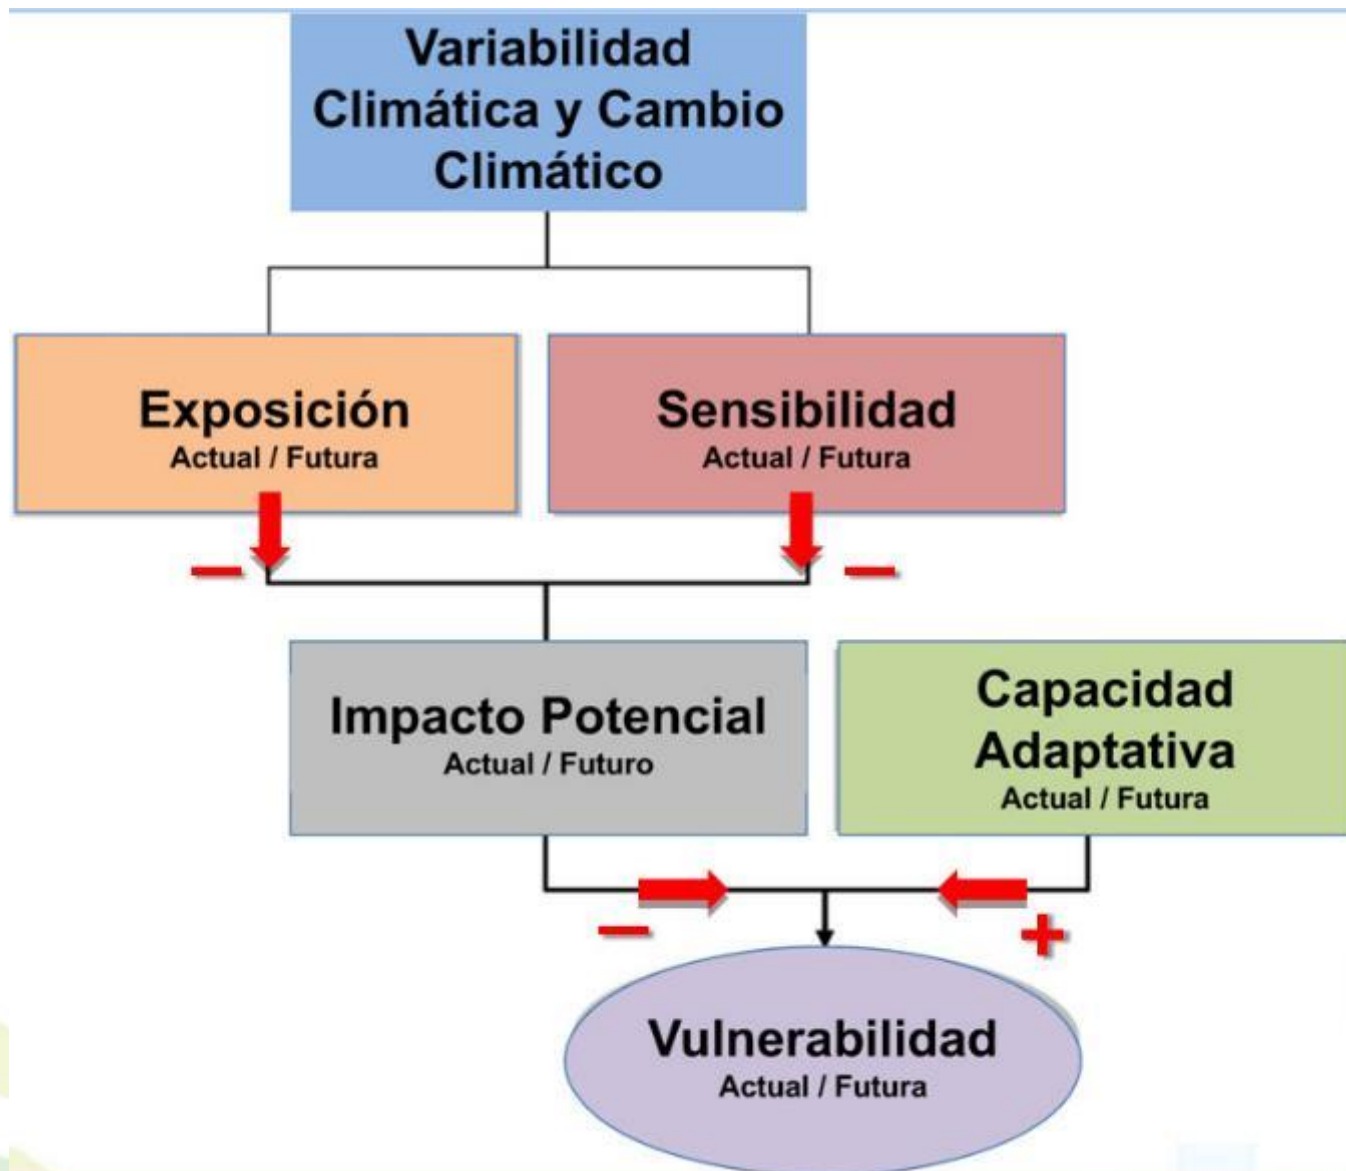 Variabilidad
Climática y Cambio
Climático
Exposición
Actual / Futura
Sensibilidad
Actual / Futura
−
−
Impacto Potencial
Actual / Futuro
Capacidad
Adaptativa
Actual / Futura
−
+
Vulnerabilidad
Actual / Futura